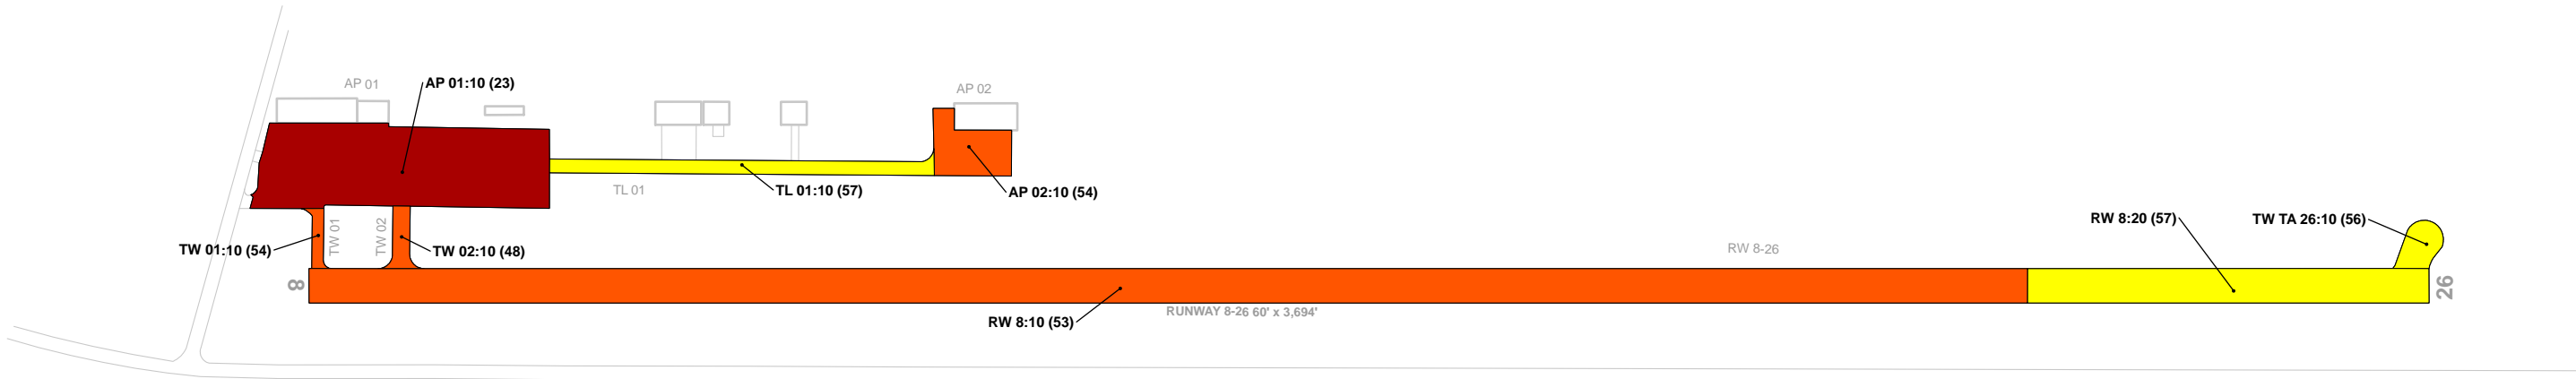 AP 01
AP 01:10 (23)
AP 02
TL 01
TL 01:10 (57)
AP 02:10 (54)
TW 01:10 (54)
TW 01
TW 02
TW 02:10 (48)
RW 8-26
RW 8:20 (57)
TW TA 26:10 (56)
8
26
RW 8:10 (53)
RUNWAY 8-26 60' x 3,694'